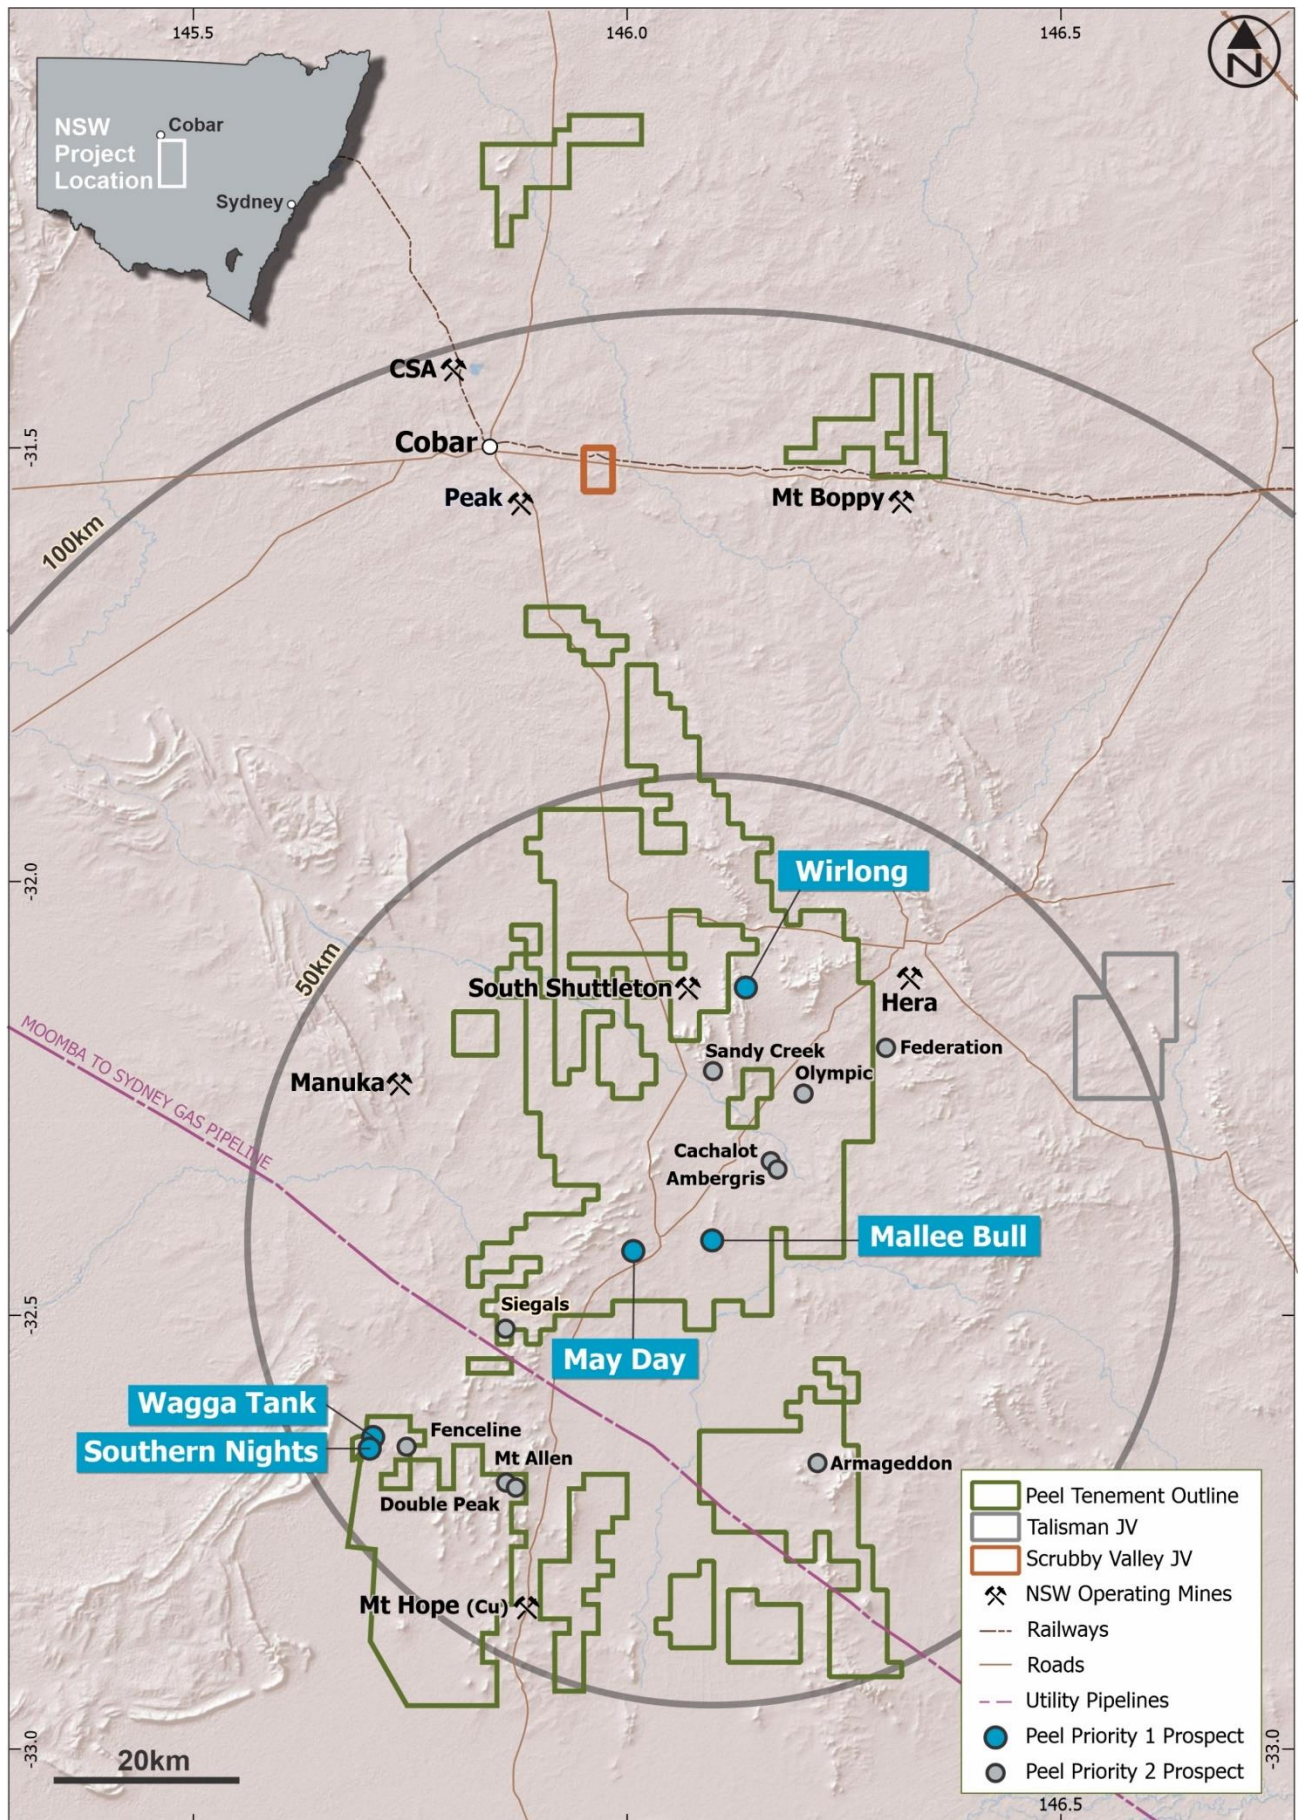 145.5
146.0
146.5
N
NSW
Project
Location
Cobar
Sydney
CSA
Cobar
Peak
Mt Boppy
-31.5
100km
-32.0
Wirlong
50km
South Shuttleton
Hera
MOOMBA TO SYDNEY GAS PIPELINE
Manuka
Sandy Creek
Federation
Olympic
Cachalot
Ambergris
Mallee Bull
-32.5
Siegals
May Day
Wagga Tank
Southern Nights
Fenceline
Mt Allen
Double Peak
Armageddon
Mt Hope (Cu)
Peel Tenement Outline
Talisman JV
Scrubby Valley JV
NSW Operating Mines
Railways
Roads
Utility Pipelines
Peel Priority 1 Prospect
Peel Priority 2 Prospect
-33.0
-33.0
20km
146.5